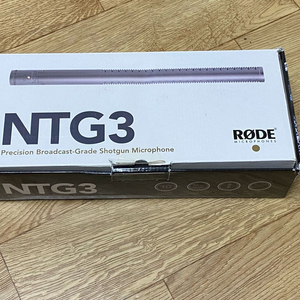 NTG3
RØDE
MICROPHONES
Precision Broadcast-Grade Shotgun Microphone
NTG3